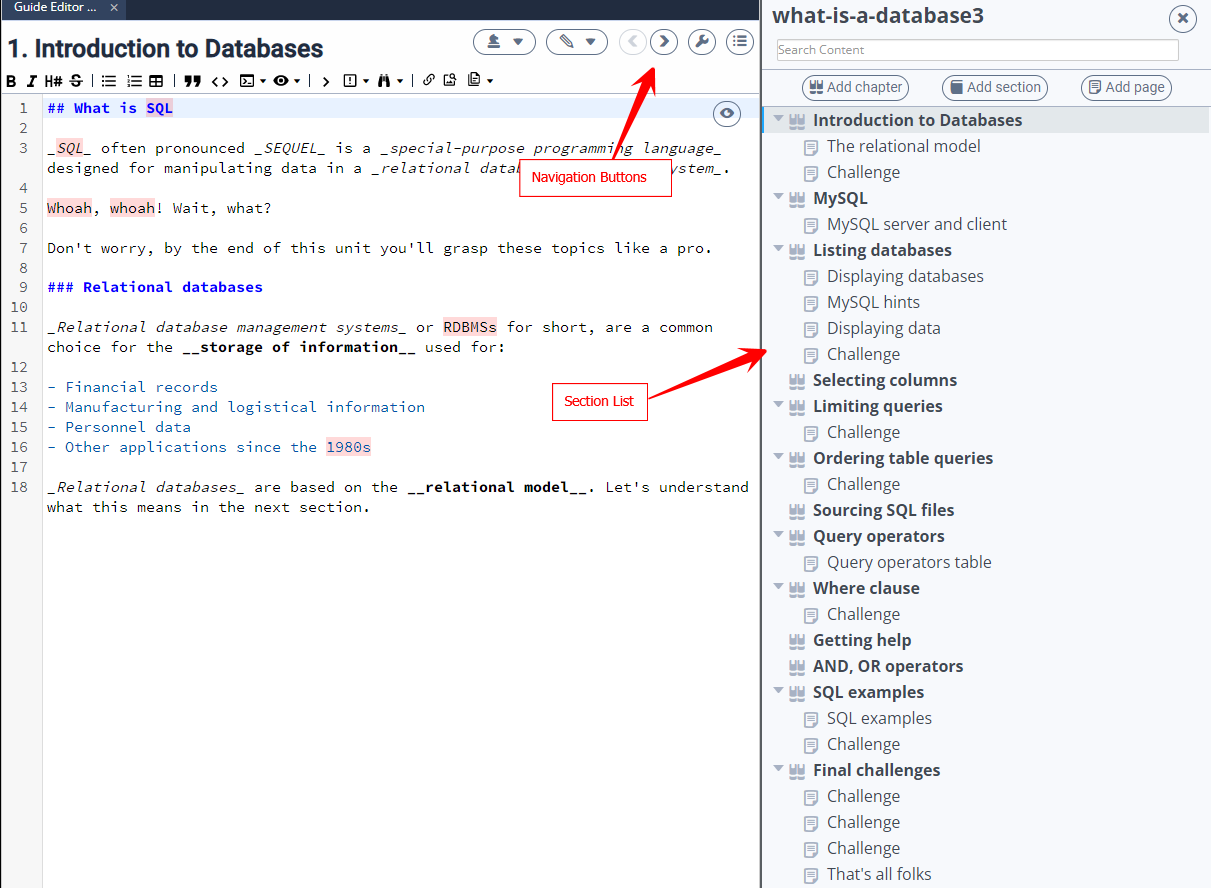 Guide Editor ...
1. Introduction to Databases
B I H# S
1 ## What is SQL
2
3 _SQL_ often pronounced _SEQUEL_ is a _special-purpose programming language_
designed for manipulating data in a _relational datab ystem_.
4
5 Whoah, whoah! Wait, what?
6
7 Don't worry, by the end of this unit you'll grasp these topics like a pro.
8
9 ### Relational databases
10
11 _Relational database management systems_ or RDBMSs for short, are a common
choice for the __storage of information__ used for:
12
13 - Financial records
14 - Manufacturing and logistical information
15 - Personnel data
16 - Other applications since the 1980s
17
18 _Relational databases_ are based on the __relational model__. Let's understand
what this means in the next section.
Navigation Buttons
Section List
what-is-a-database3
Search Content
Add chapter
Add section
Add page
Introduction to Databases
The relational model
Challenge
MySQL
MySQL server and client
Listing databases
Displaying databases
MySQL hints
Displaying data
Challenge
Selecting columns
Limiting queries
Challenge
Ordering table queries
Challenge
Sourcing SQL files
Query operators
Query operators table
Where clause
Challenge
Getting help
AND, OR operators
SQL examples
SQL examples
Challenge
Final challenges
Challenge
Challenge
Challenge
That's all folks